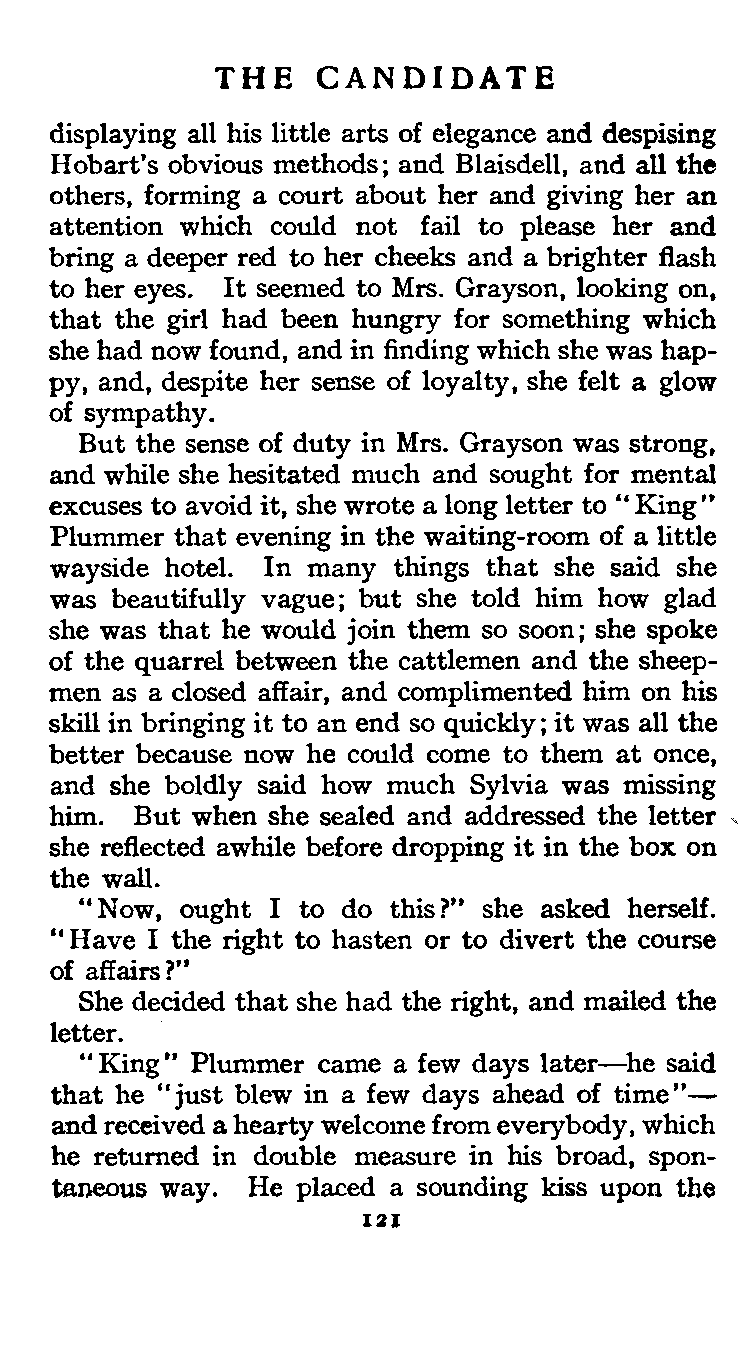 THE CANDIDATE
displaying all his little arts of elegance and despising
Hobart's obvious methods; and Blaisdell, and all the
others, forming a court about her and giving her an
attention which could not fail to please her and
bring a deeper red to her cheeks and a brighter flash
to her eyes. It seemed to Mrs. Grayson, looking on,
that the girl had been hungry for something which
she had now found, and in finding which she was hap-
py, and, despite her sense of loyalty, she felt a glow
of sympathy.
But the sense of duty in Mrs. Grayson was strong,
and while she hesitated much and sought for mental
excuses to avoid it, she wrote a long letter to "King"
Plummer that evening in the waiting-room of a little
wayside hotel. In many things that she said she
was beautifully vague; but she told him how glad
she was that he would join them so soon; she spoke
of the quarrel between the cattlemen and the sheep-
men as a closed affair, and complimented him on his
skill in bringing it to an end so quickly; it was all the
better because now he could come to them at once,
and she boldly said how much Sylvia was missing
him. But when she sealed and addressed the letter
she reflected awhile before dropping it in the box on
the wall.
"Now, ought I to do this?" she asked herself.
"Have I the right to hasten or to divert the course
of affairs?"
She decided that she had the right, and mailed the
letter.
"King" Plummer came a few days later—he said
that he "just blew in a few days ahead of time"—
and received a hearty welcome from everybody, which
he returned in double measure in his broad, spon-
taneous way. He placed a sounding kiss upon the
121